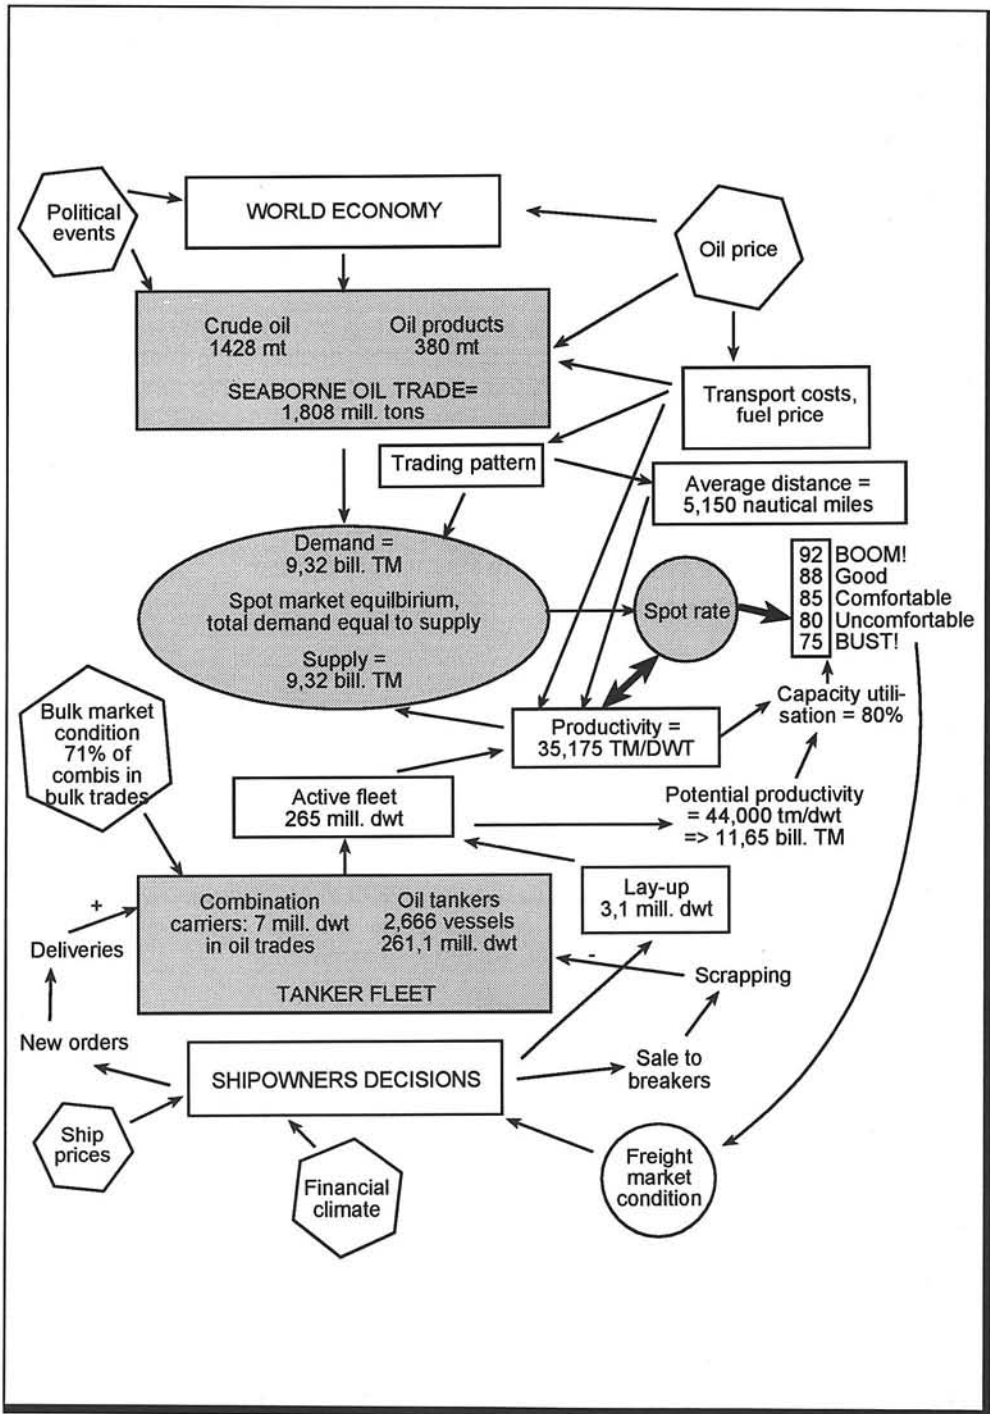 Political
events
WORLD ECONOMY
Oil price
Crude oil
1428 mt
Oil products
380 mt
SEABORNE OIL TRADE=
1,808 mill. tons
Transport costs,
fuel price
Trading pattern
Average distance =
5,150 nautical miles
Demand =
9,32 bill. TM
Spot market equilbirium,
total demand equal to supply
Supply =
9,32 bill. TM
Spot rate
92 BOOM!
88 Good
85 Comfortable
80 Uncomfortable
75 BUST!
Capacity utili-
sation = 80%
Bulk market
condition
71% of
combis in
bulk trades
Productivity =
35,175 TM/DWT
Active fleet
265 mill. dwt
Potential productivity
= 44,000 tm/dwt
=> 11,65 bill. TM
Lay-up
3,1 mill. dwt
+
Deliveries
Combination
carriers: 7 mill. dwt
in oil trades
Oil tankers
2,666 vessels
261,1 mill. dwt
TANKER FLEET
-
Scrapping
New orders
SHIPOWNERS DECISIONS
Sale to
breakers
Ship
prices
Financial
climate
Freight
market
condition